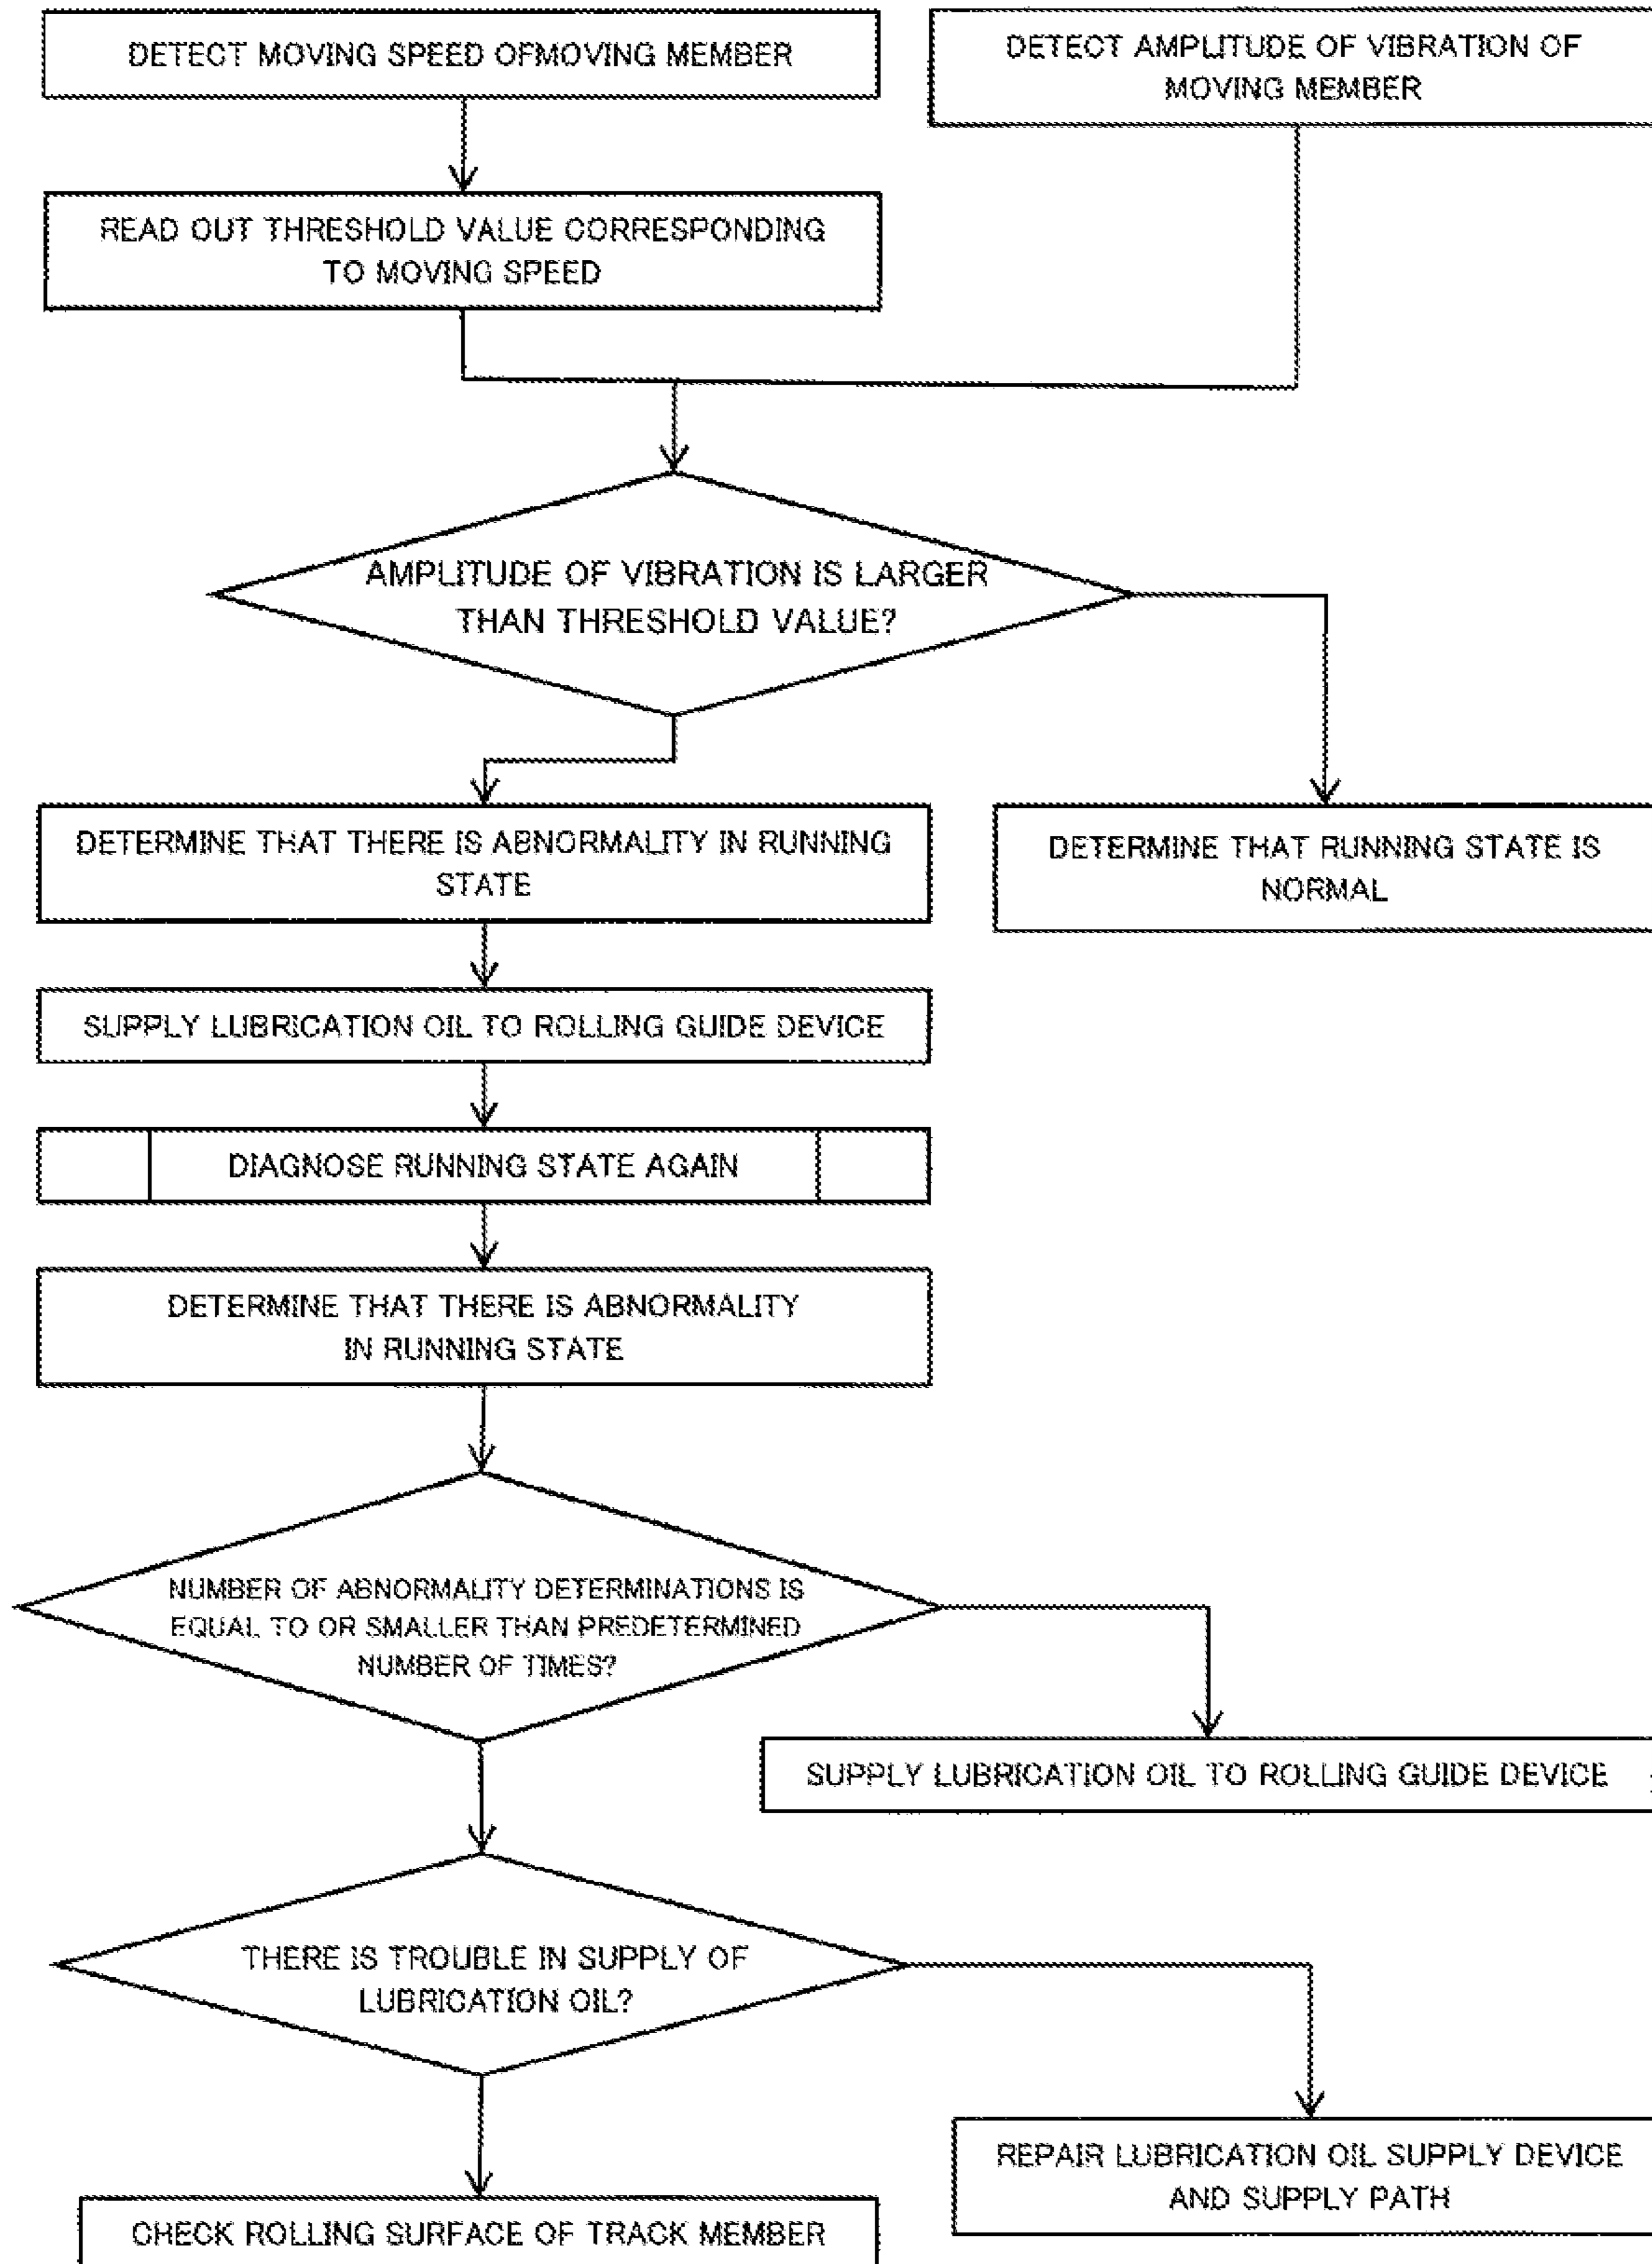 DETECT MOVING SPEED OFMOVING MEMBER
DETECT AMPLITUDE OF VIBRATION OF
MOVING MEMBER
READ OUT THRESHOLD VALUE CORRESPONDING
TO MOVING SPEED
AMPLITUDE OF VIBRATION IS LARGER
THAN THRESHOLD VALUE?
DETERMINE THAT THERE IS ABNORMALITY IN RUNNING
STATE
DETERMINE THAT RUNNING STATE IS
NORMAL
SUPPLY LUBRICATION OIL TO ROLLING GUIDE DEVICE
DIAGNOSE RUNNING STATE AGAIN
DETERMINE THAT THERE IS ABNORMALITY
IN RUNNING STATE
NUMBER OF ABNORMALITY DETERMINATIONS IS
EQUAL TO OR SMALLER THAN PREDETERMINED
NUMBER OF TIMES?
SUPPLY LUBRICATION OIL TO ROLLING GUIDE DEVICE
THERE IS TROUBLE IN SUPPLY OF
LUBRICATION OIL?
REPAIR LUBRICATION OIL SUPPLY DEVICE
AND SUPPLY PATH
CHECK ROLLING SURFACE OF TRACK MEMBER